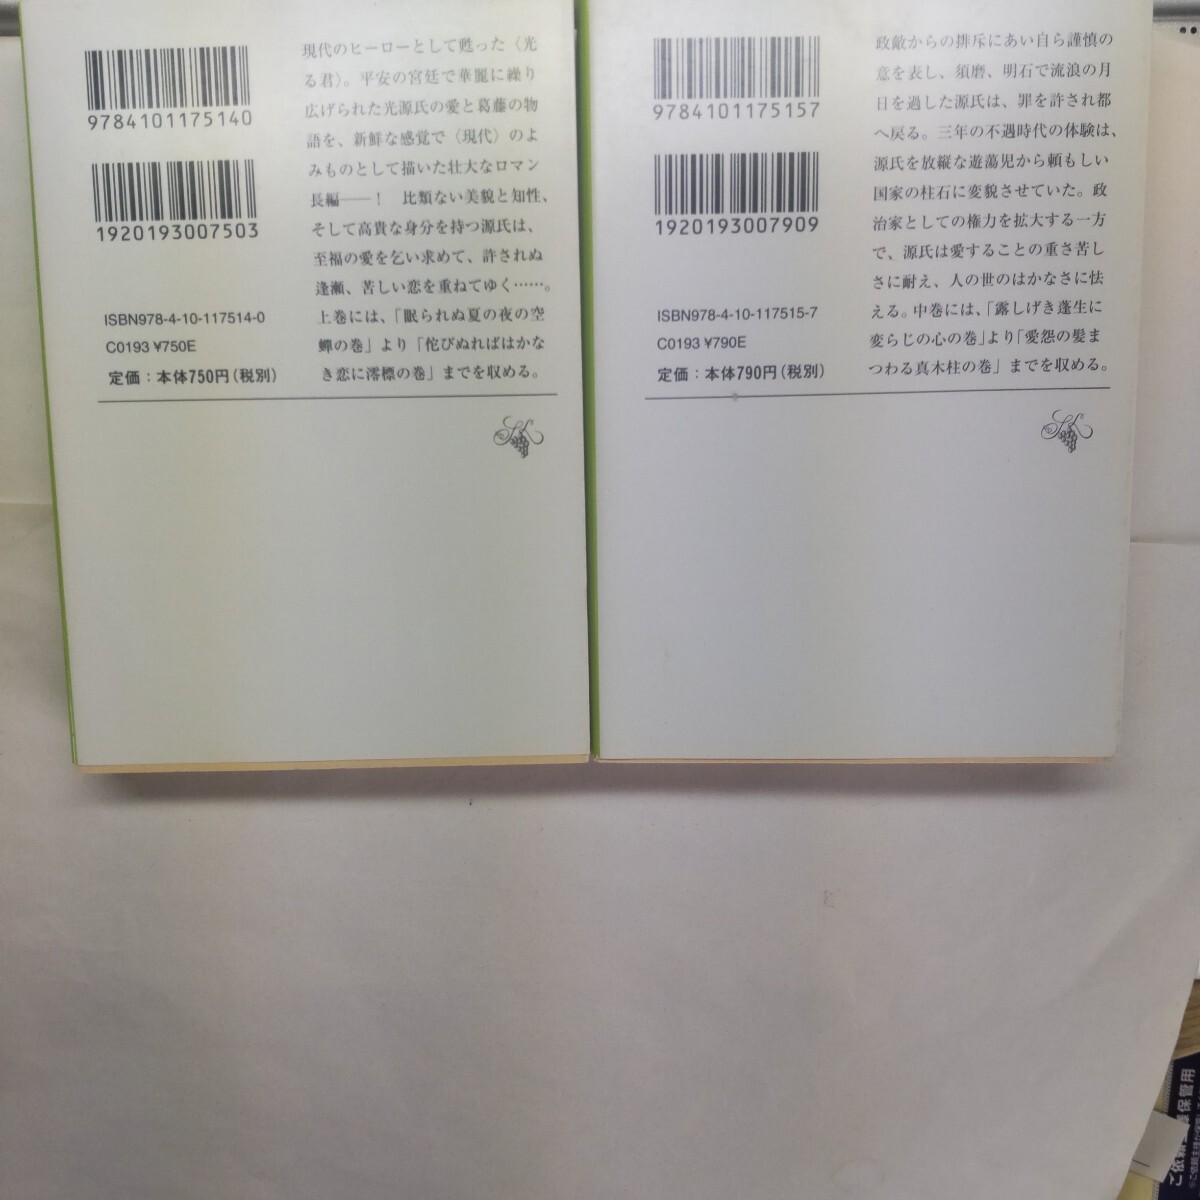 9784101175140
1920193007503
ISBN978-4-10-117514-0
C0193 ¥750E
定価：本体750円(税別)
現代のヒーローとして甦った〈光
る君〉。平安の宮廷で華麗に繰り
広げられた光源氏の愛と葛藤の物
語を、新鮮な感覚で〈現代〉のよ
みものとして描いた壮大なロマン
長編――！　比類ない美貌と知性、
そして高貴な身分を持つ源氏は、
至福の愛を乞い求めて、許されぬ
逢瀬、苦しい恋を重ねてゆく……。
上巻には、「眠られぬ夏の夜の空
蟬の巻」より「佗びぬればはかな
き恋に澪標の巻」までを収める。
9784101175157
1920193007909
ISBN978-4-10-117515-7
C0193 ¥790E
定価：本体790円(税別)
政敵からの排斥にあい自ら謹慎の
意を表し、須磨、明石で流浪の月
日を過した源氏は、罪を許され都
へ戻る。三年の不遇時代の体験は、
源氏を放縦な遊蕩児から頼もしい
国家の柱石に変貌させていた。政
治家としての権力を拡大する一方
で、源氏は愛することの重さ苦し
さに耐え、人の世のはかなさに怯
える。中巻には、「露しげき蓬生に
変らじの心の巻」より「愛怨の髪ま
つわる真木柱の巻」までを収める。